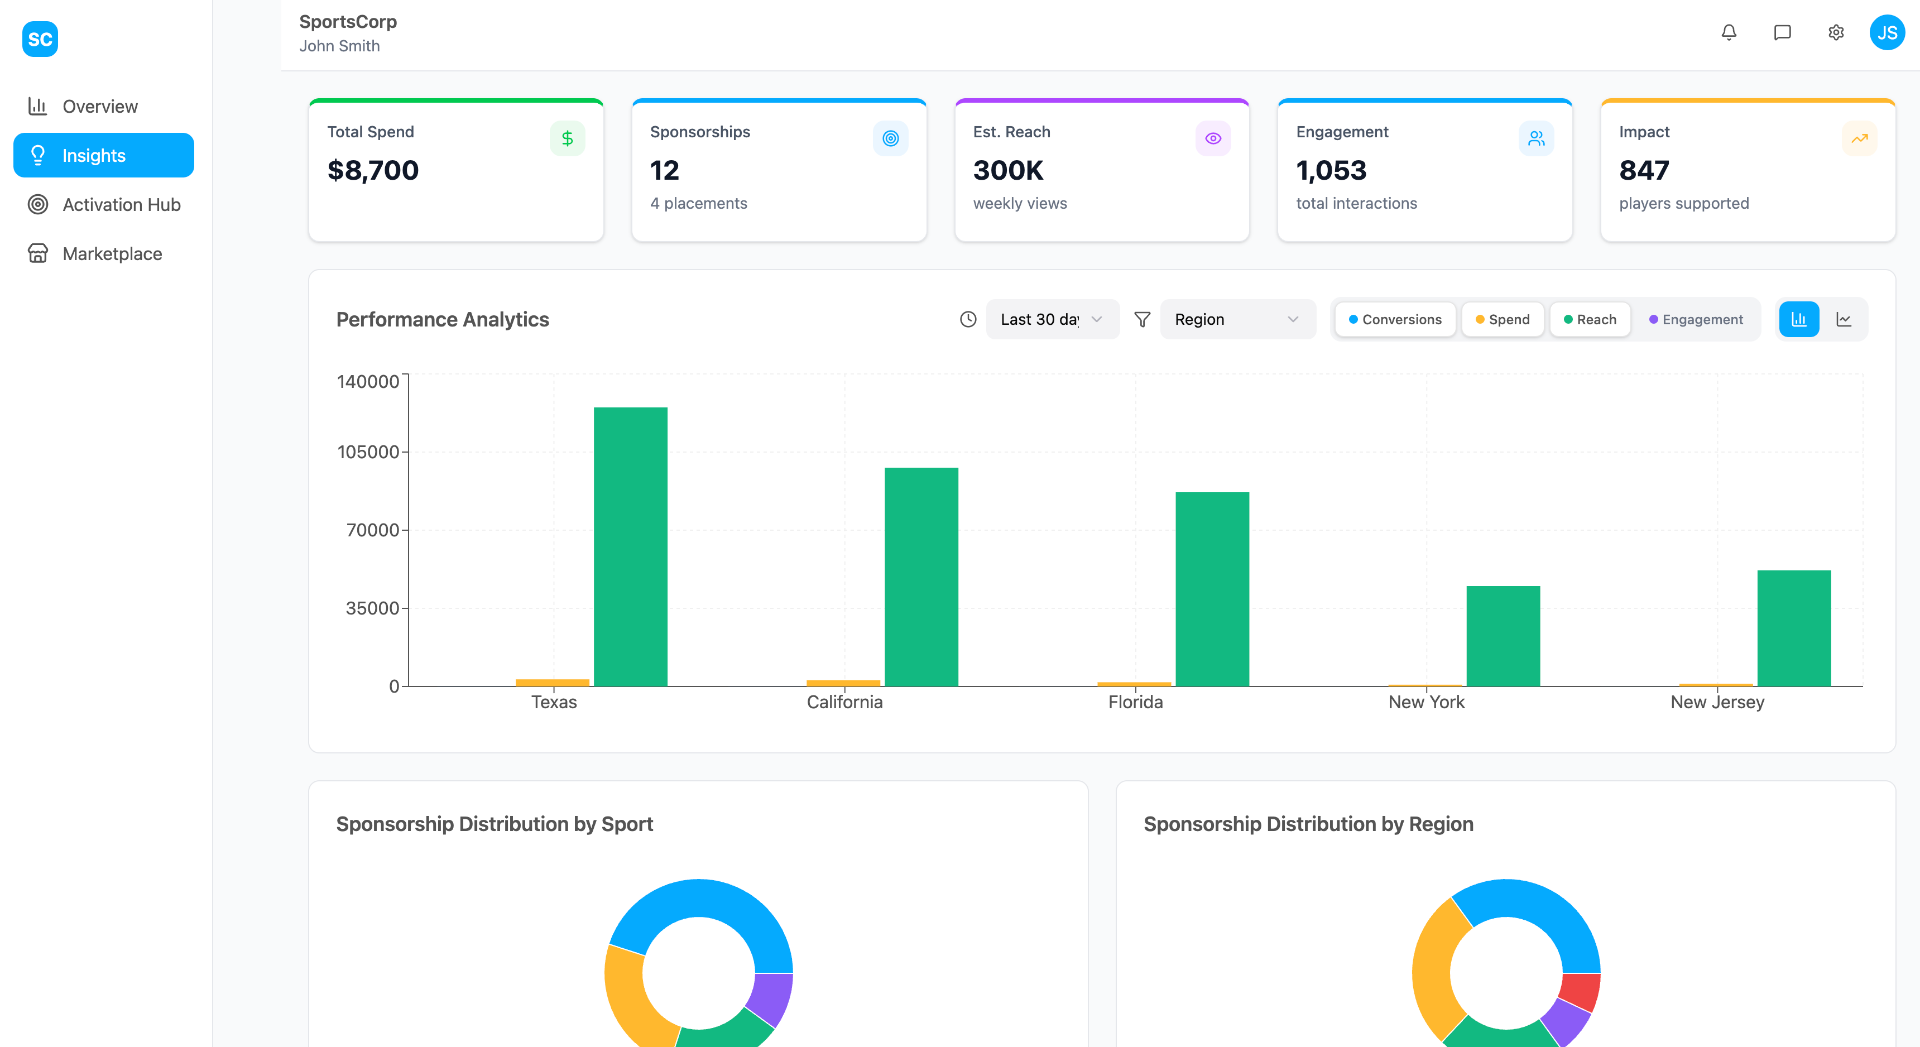 SC
SportsCorp
John Smith
JS
Overview
Insights
Activation Hub
Marketplace
Total Spend
$8,700
Sponsorships
12
4 placements
Est. Reach
300K
weekly views
Engagement
1,053
total interactions
Impact
847
players supported
Performance Analytics
Last 30 day
Region
Conversions
Spend
Reach
Engagement
140000
105000
70000
35000
0
Texas
California
Florida
New York
New Jersey
Sponsorship Distribution by Sport
Sponsorship Distribution by Region